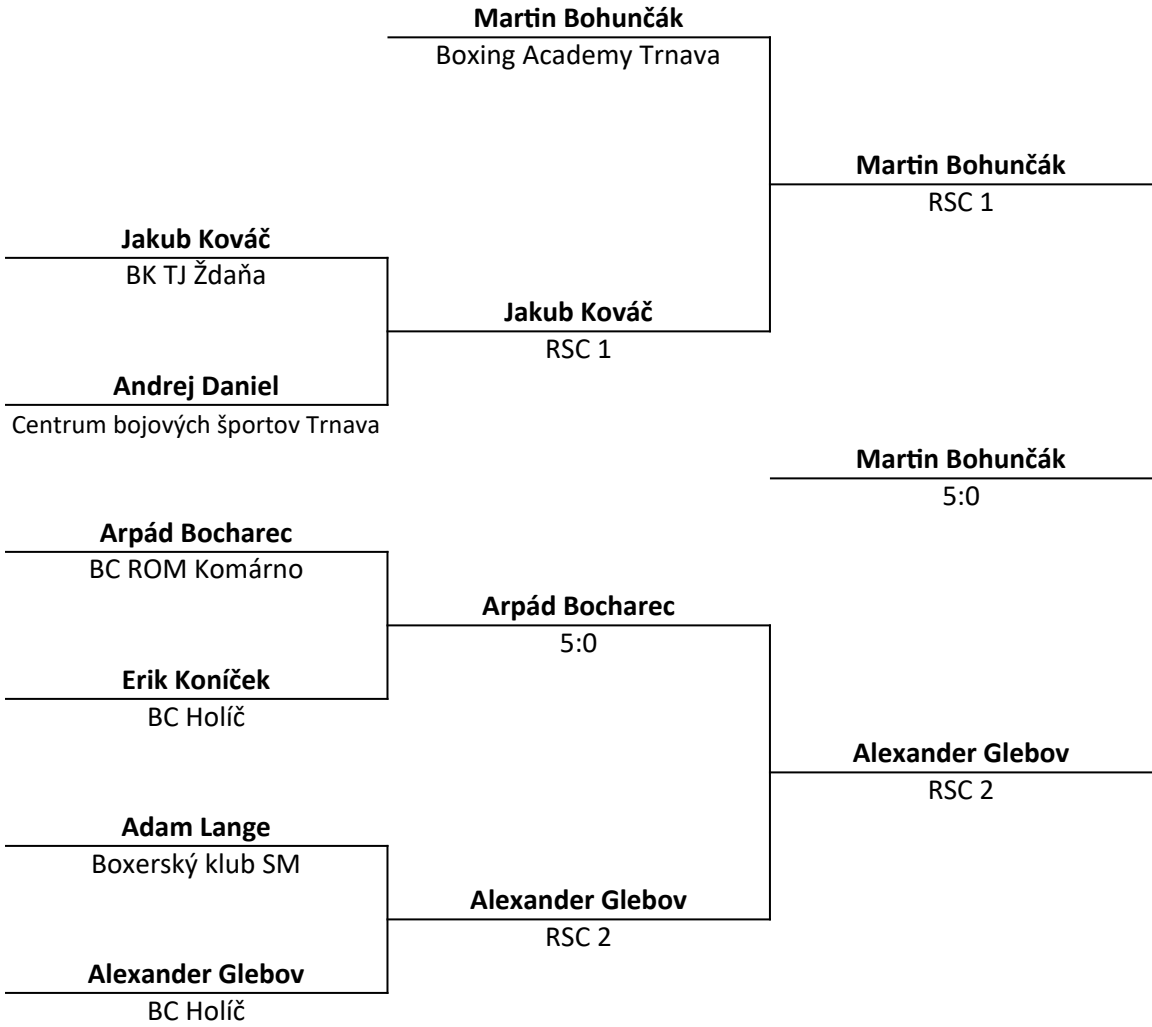 Martin Bohunčák
Boxing Academy Trnava
Martin Bohunčák
RSC 1
Jakub Kováč
BK TJ Ždaňa
Jakub Kováč
RSC 1
Andrej Daniel
Centrum bojových športov Trnava
Martin Bohunčák
5:0
Arpád Bocharec
BC ROM Komárno
Arpád Bocharec
5:0
Erik Koníček
BC Holíč
Alexander Glebov
RSC 2
Adam Lange
Boxerský klub SM
Alexander Glebov
RSC 2
Alexander Glebov
BC Holíč